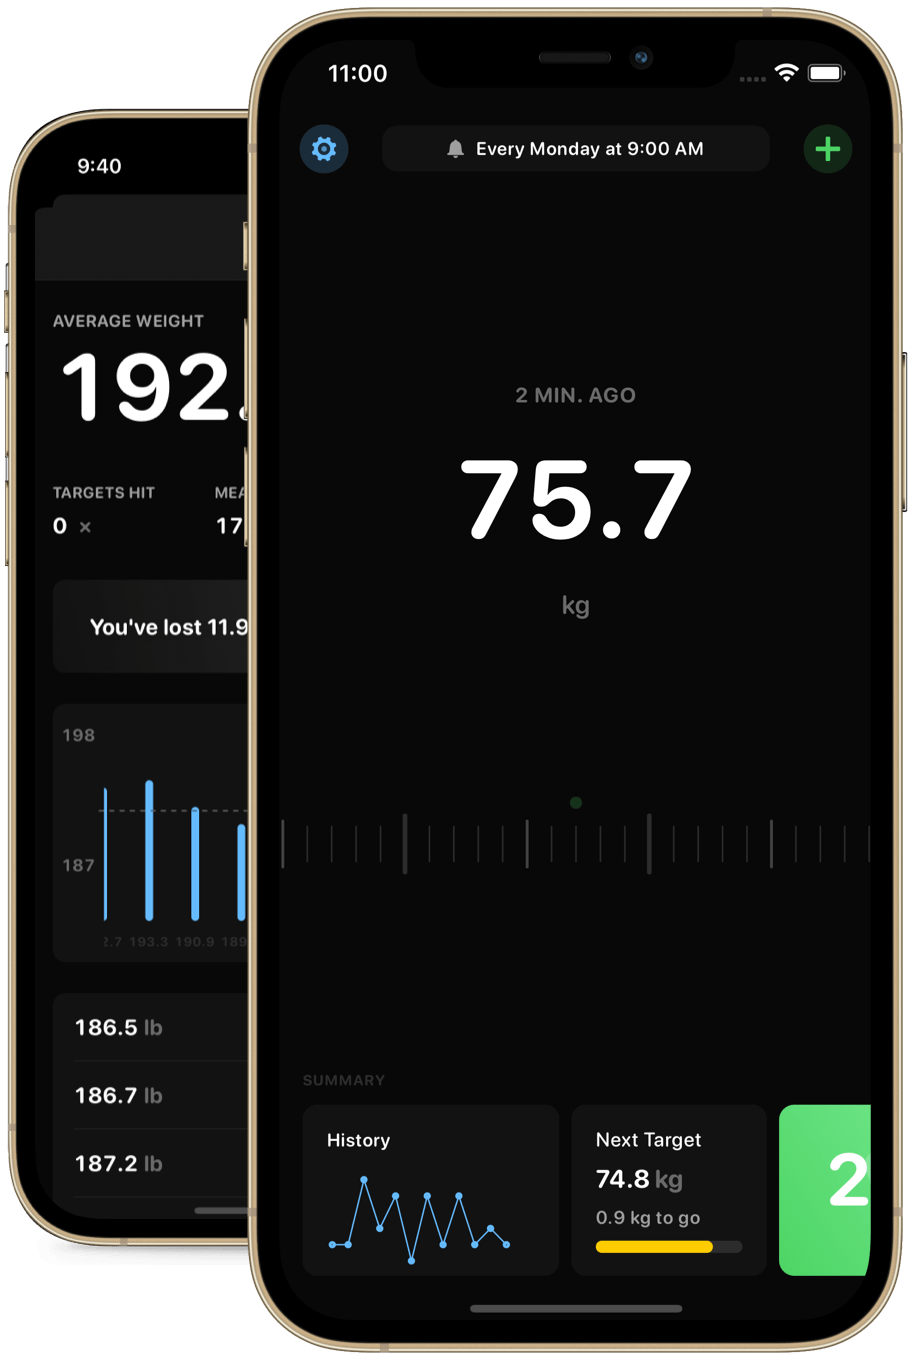 9:40
AVERAGE WEIGHT
192.
TARGETS HIT
MEA
0 ×
17
You've lost 11.9
198
187
2.7 193.3 190.9 189
186.5 lb
186.7 lb
187.2 lb
11:00
Every Monday at 9:00 AM
2 MIN. AGO
75.7
kg
SUMMARY
History
Next Target
74.8 kg
0.9 kg to go
2